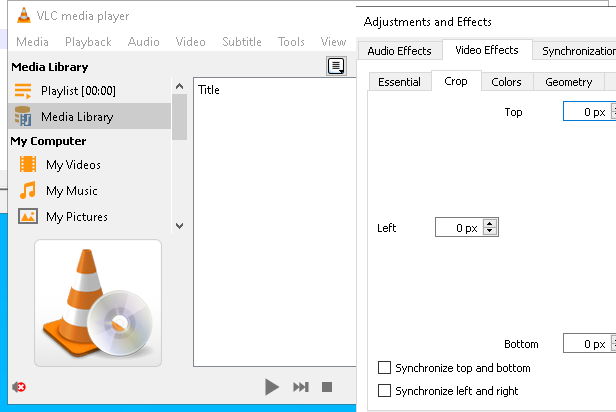 VLC media player
Media Playback Audio Video Subtitle Tools View
Media Library
Playlist [00:00]
Media Library
My Computer
My Videos
My Music
My Pictures
Title
Adjustments and Effects
Audio Effects Video Effects Synchronization
Essential Crop Colors Geometry
Top 0 px
Left 0 px
Bottom 0 px
Synchronize top and bottom
Synchronize left and right